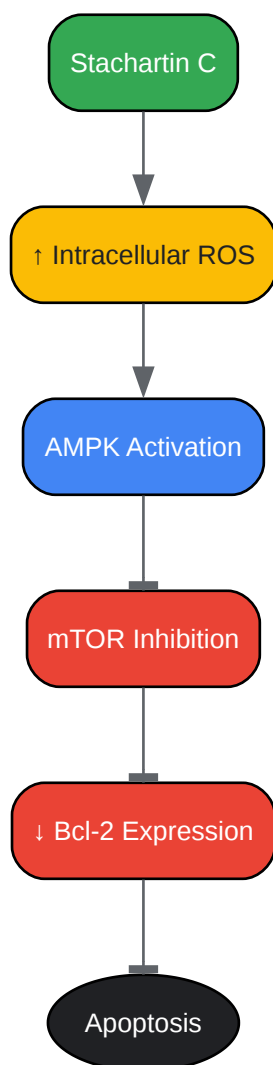 Stachartin C
↑ Intracellular ROS
AMPK Activation
mTOR Inhibition
↓ Bcl-2 Expression
Apoptosis